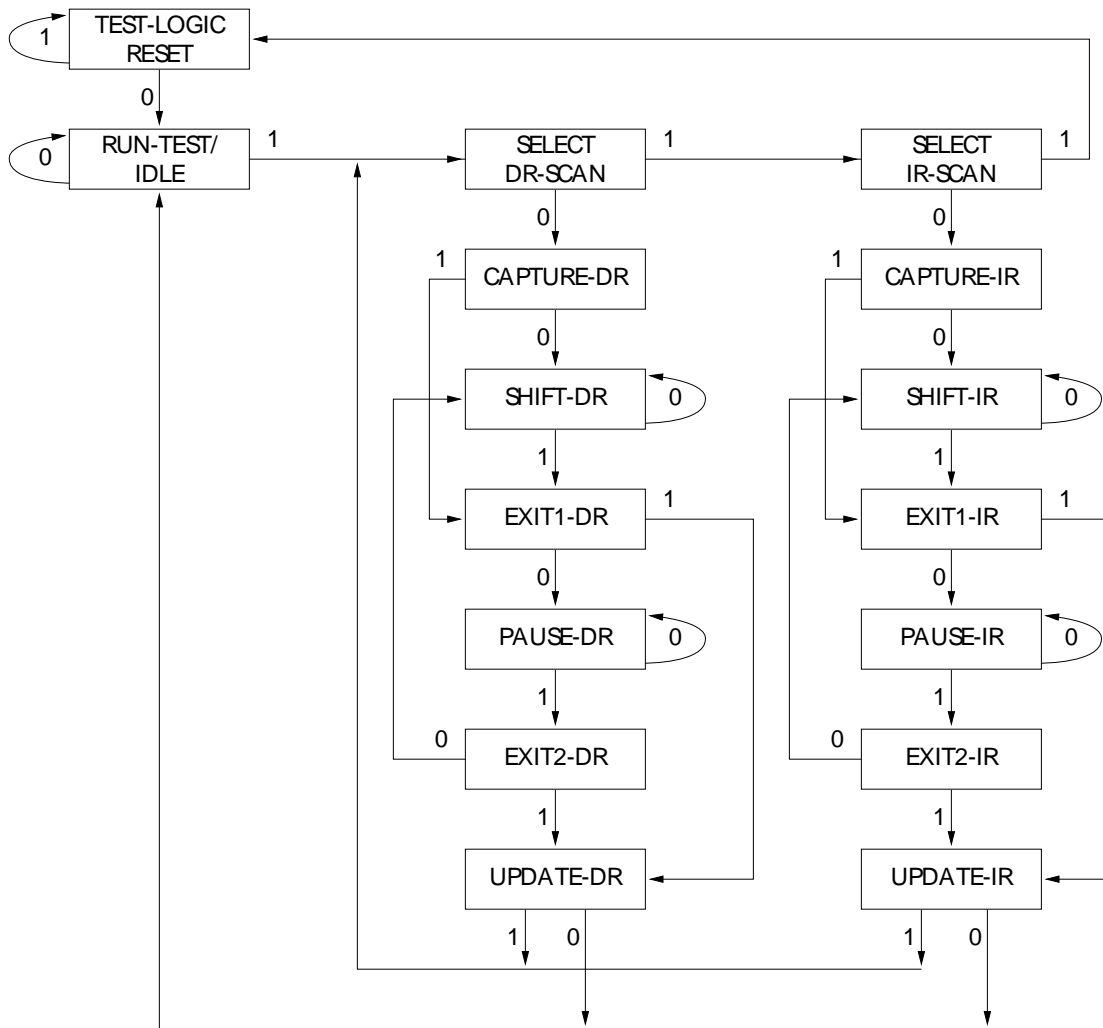 TEST-LOGIC
RESET
1
0
RUN-TEST/
IDLE
0
1
SELECT
DR-SCAN
1
SELECT
IR-SCAN
1
0
0
1
CAPTURE-DR
1
CAPTURE-IR
0
0
SHIFT-DR
0
SHIFT-IR
0
1
1
EXIT1-DR
1
EXIT1-IR
1
0
0
PAUSE-DR
0
PAUSE-IR
0
1
1
0
EXIT2-DR
0
EXIT2-IR
1
1
UPDATE-DR
UPDATE-IR
1
0
1
0